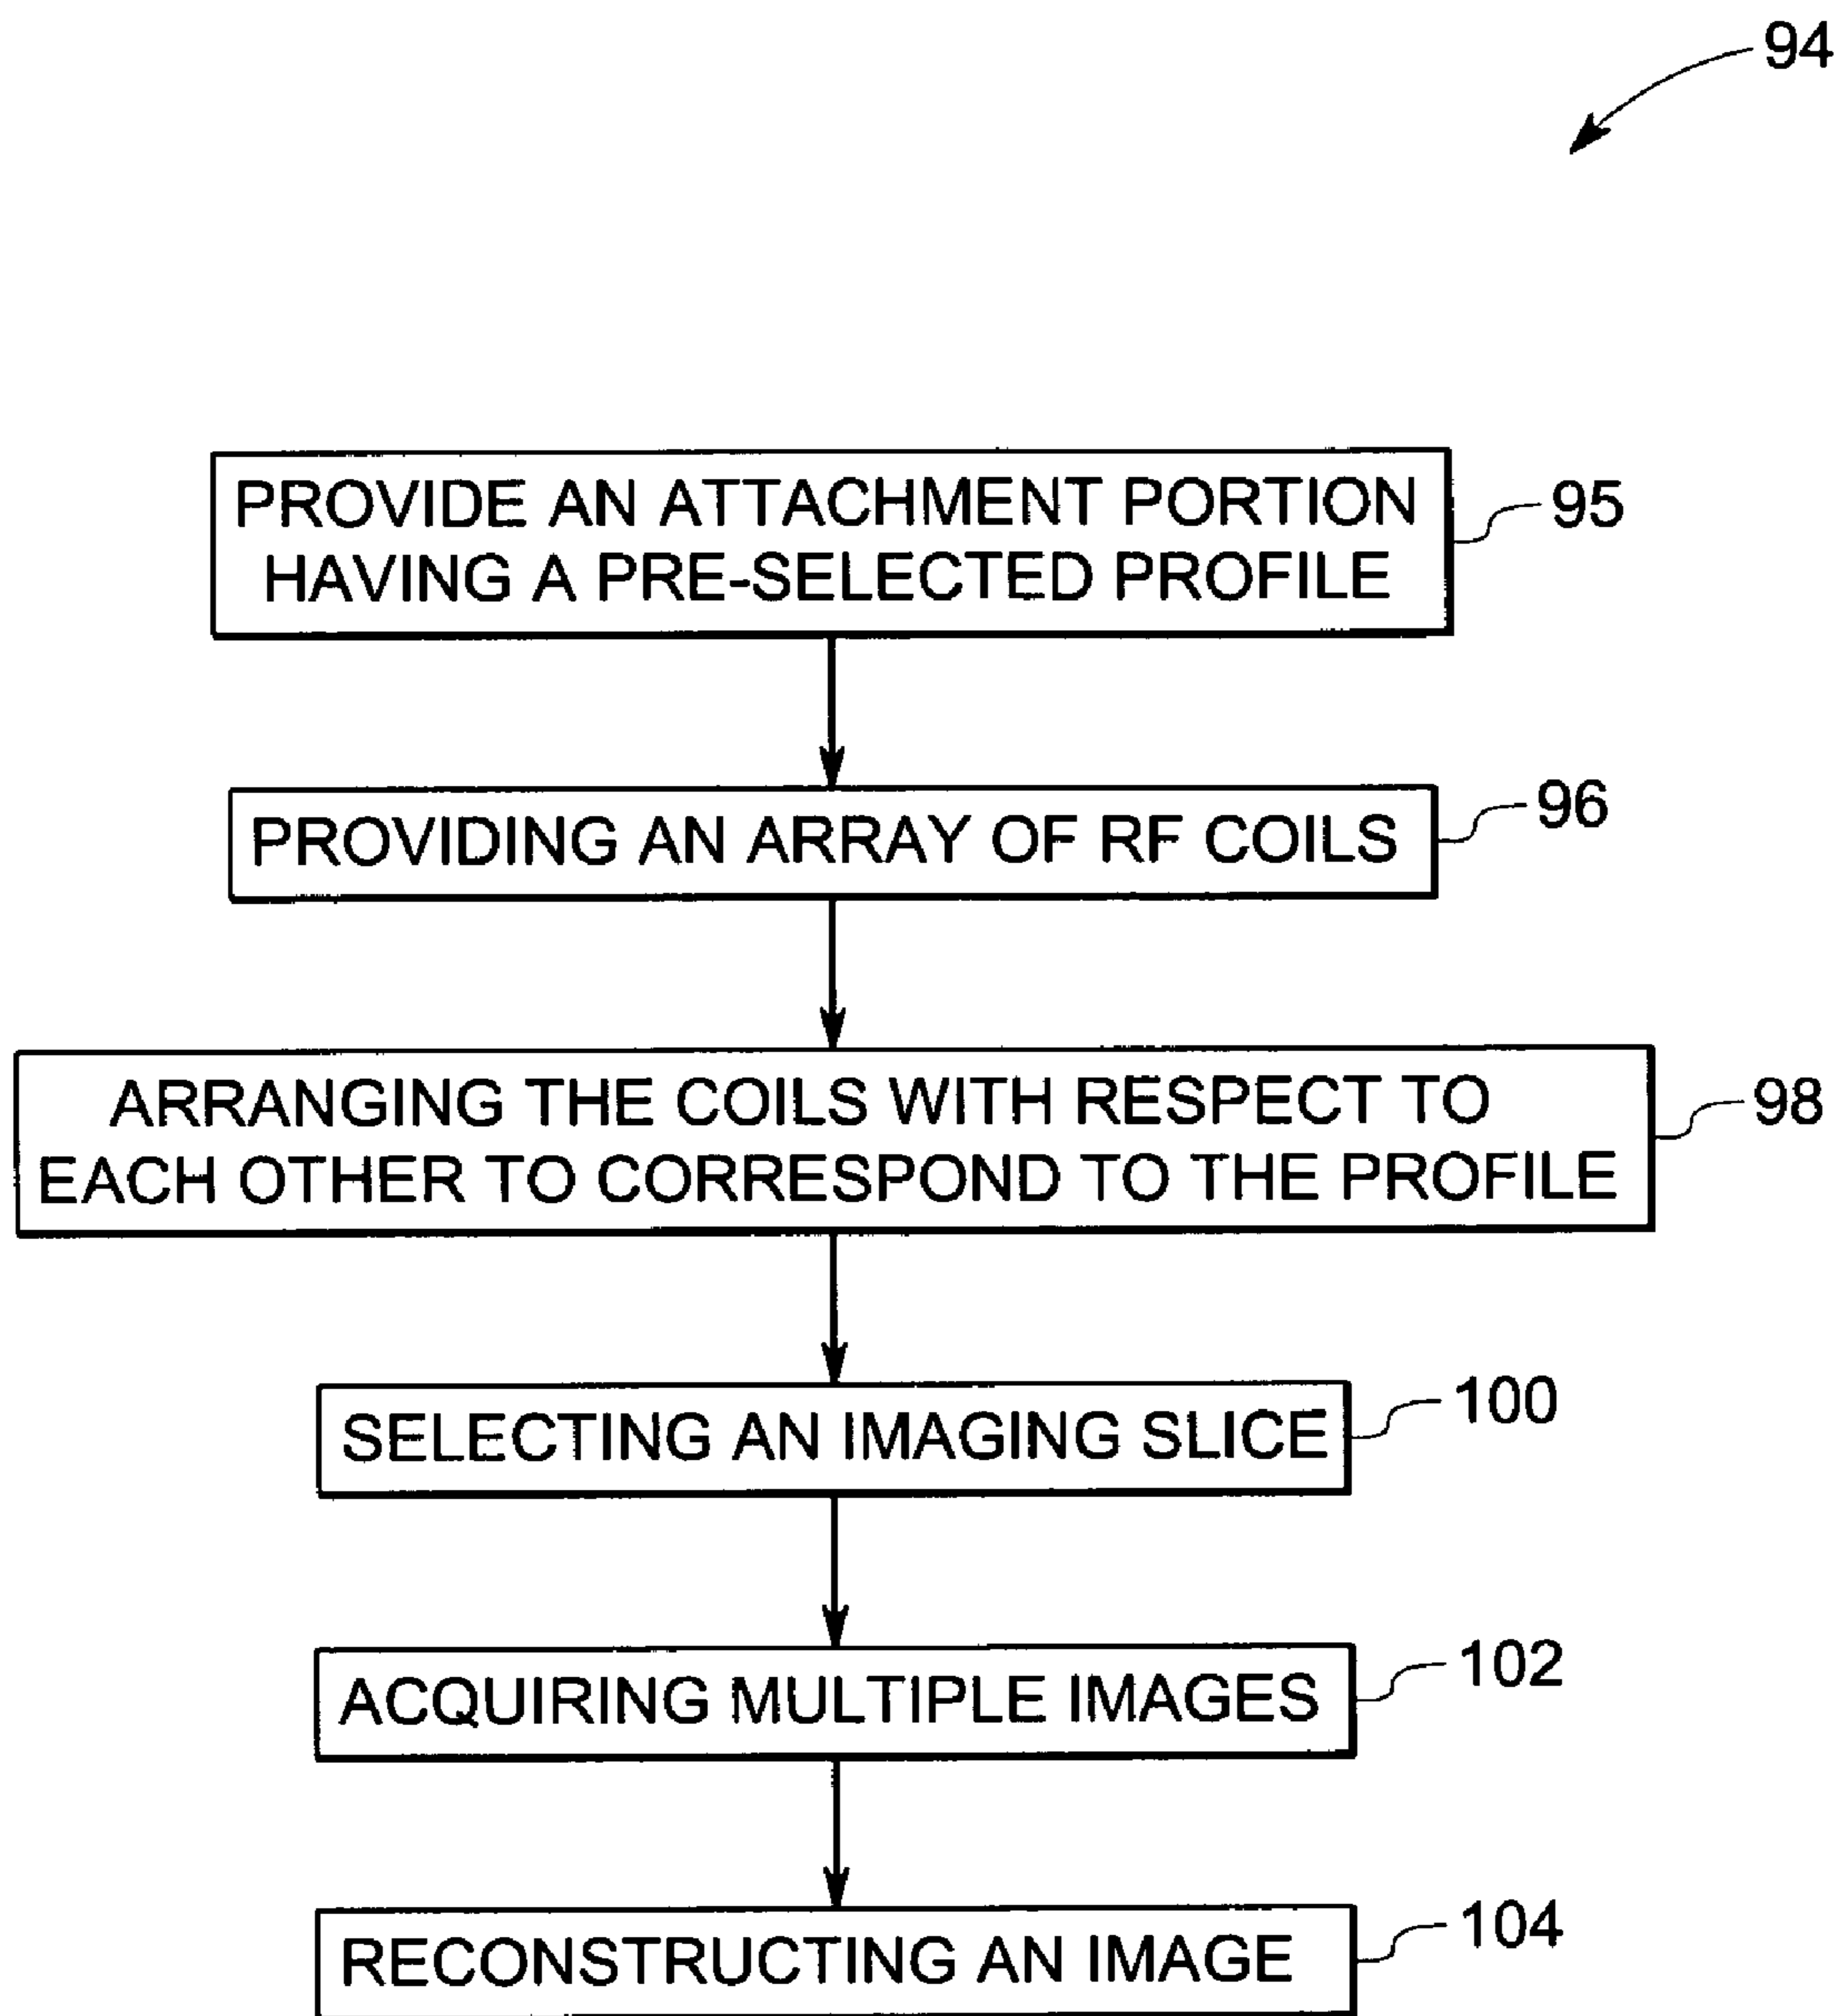 94
PROVIDE AN ATTACHMENT PORTION
HAVING A PRE-SELECTED PROFILE
95
PROVIDING AN ARRAY OF RF COILS
96
ARRANGING THE COILS WITH RESPECT TO
EACH OTHER TO CORRESPOND TO THE PROFILE
98
SELECTING AN IMAGING SLICE
100
ACQUIRING MULTIPLE IMAGES
102
RECONSTRUCTING AN IMAGE
104